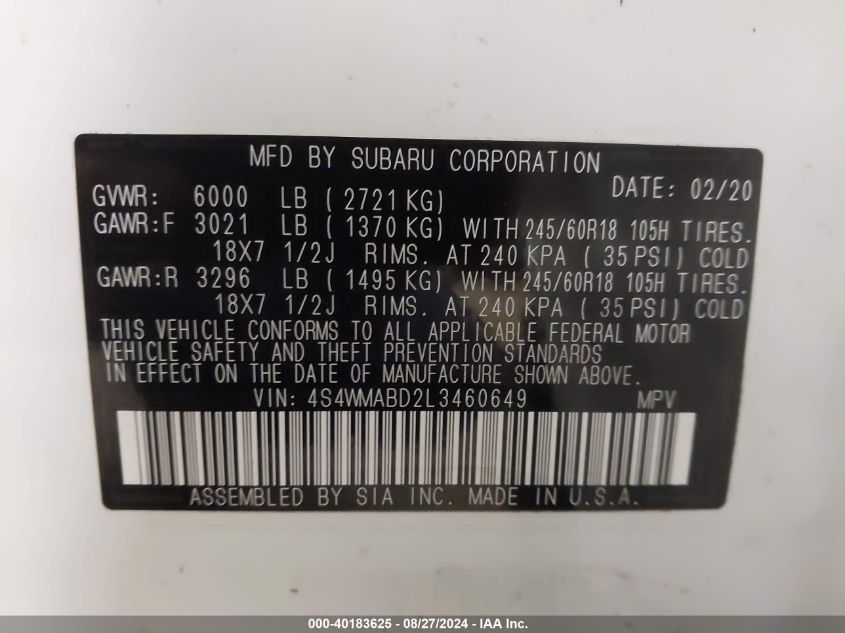 MFD BY SUBARU CORPORATION
DATE: 02/20
GVWR: 6000 LB ( 2721 KG)
GAWR:F 3021 LB ( 1370 KG) WITH 245/60R18 105H TIRES.
18X7 1/2J RIMS. AT 240 KPA ( 35 PSI) COLD
GAWR:R 3296 LB ( 1495 KG) WITH 245/60R18 105H TIRES.
18X7 1/2J RIMS. AT 240 KPA ( 35 PSI) COLD
THIS VEHICLE CONFORMS TO ALL APPLICABLE FEDERAL MOTOR
VEHICLE SAFETY AND THEFT PREVENTION STANDARDS
IN EFFECT ON THE DATE OF MANUFACTURE SHOWN ABOVE.
VIN: 4S4WMABD2L3460649 MPV
ASSEMBLED BY SIA INC. MADE IN U.S.A.
000-40183625 - 08/27/2024 - IAA Inc.